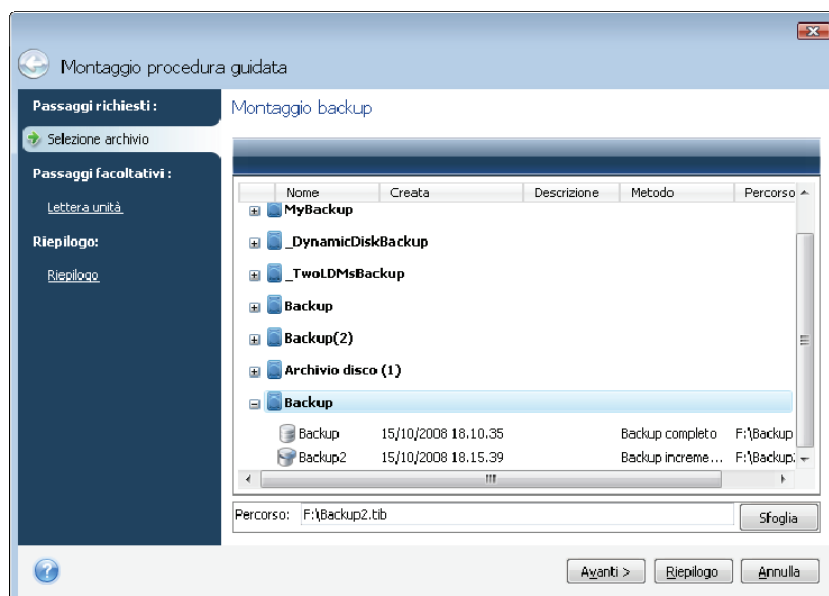 Montaggio procedura guidata
Passaggi richiesti :
Selezione archivio
Passaggi facoltativi :
Lettera unità
Riepilogo:
Riepilogo
Montaggio backup
Nome Creata Descrizione Metodo Percorso
MyBackup
_DynamicDiskBackup
_TwoLDMsBackup
Backup
Backup(2)
Archivio disco (1)
Backup
Backup 15/10/2008 18.10.35 Backup completo F:\Backup
Backup2 15/10/2008 18.15.39 Backup increme... F:\Backup
Percorso: F:\Backup2.tib Sfoglia
Avanti > Riepilogo Annulla